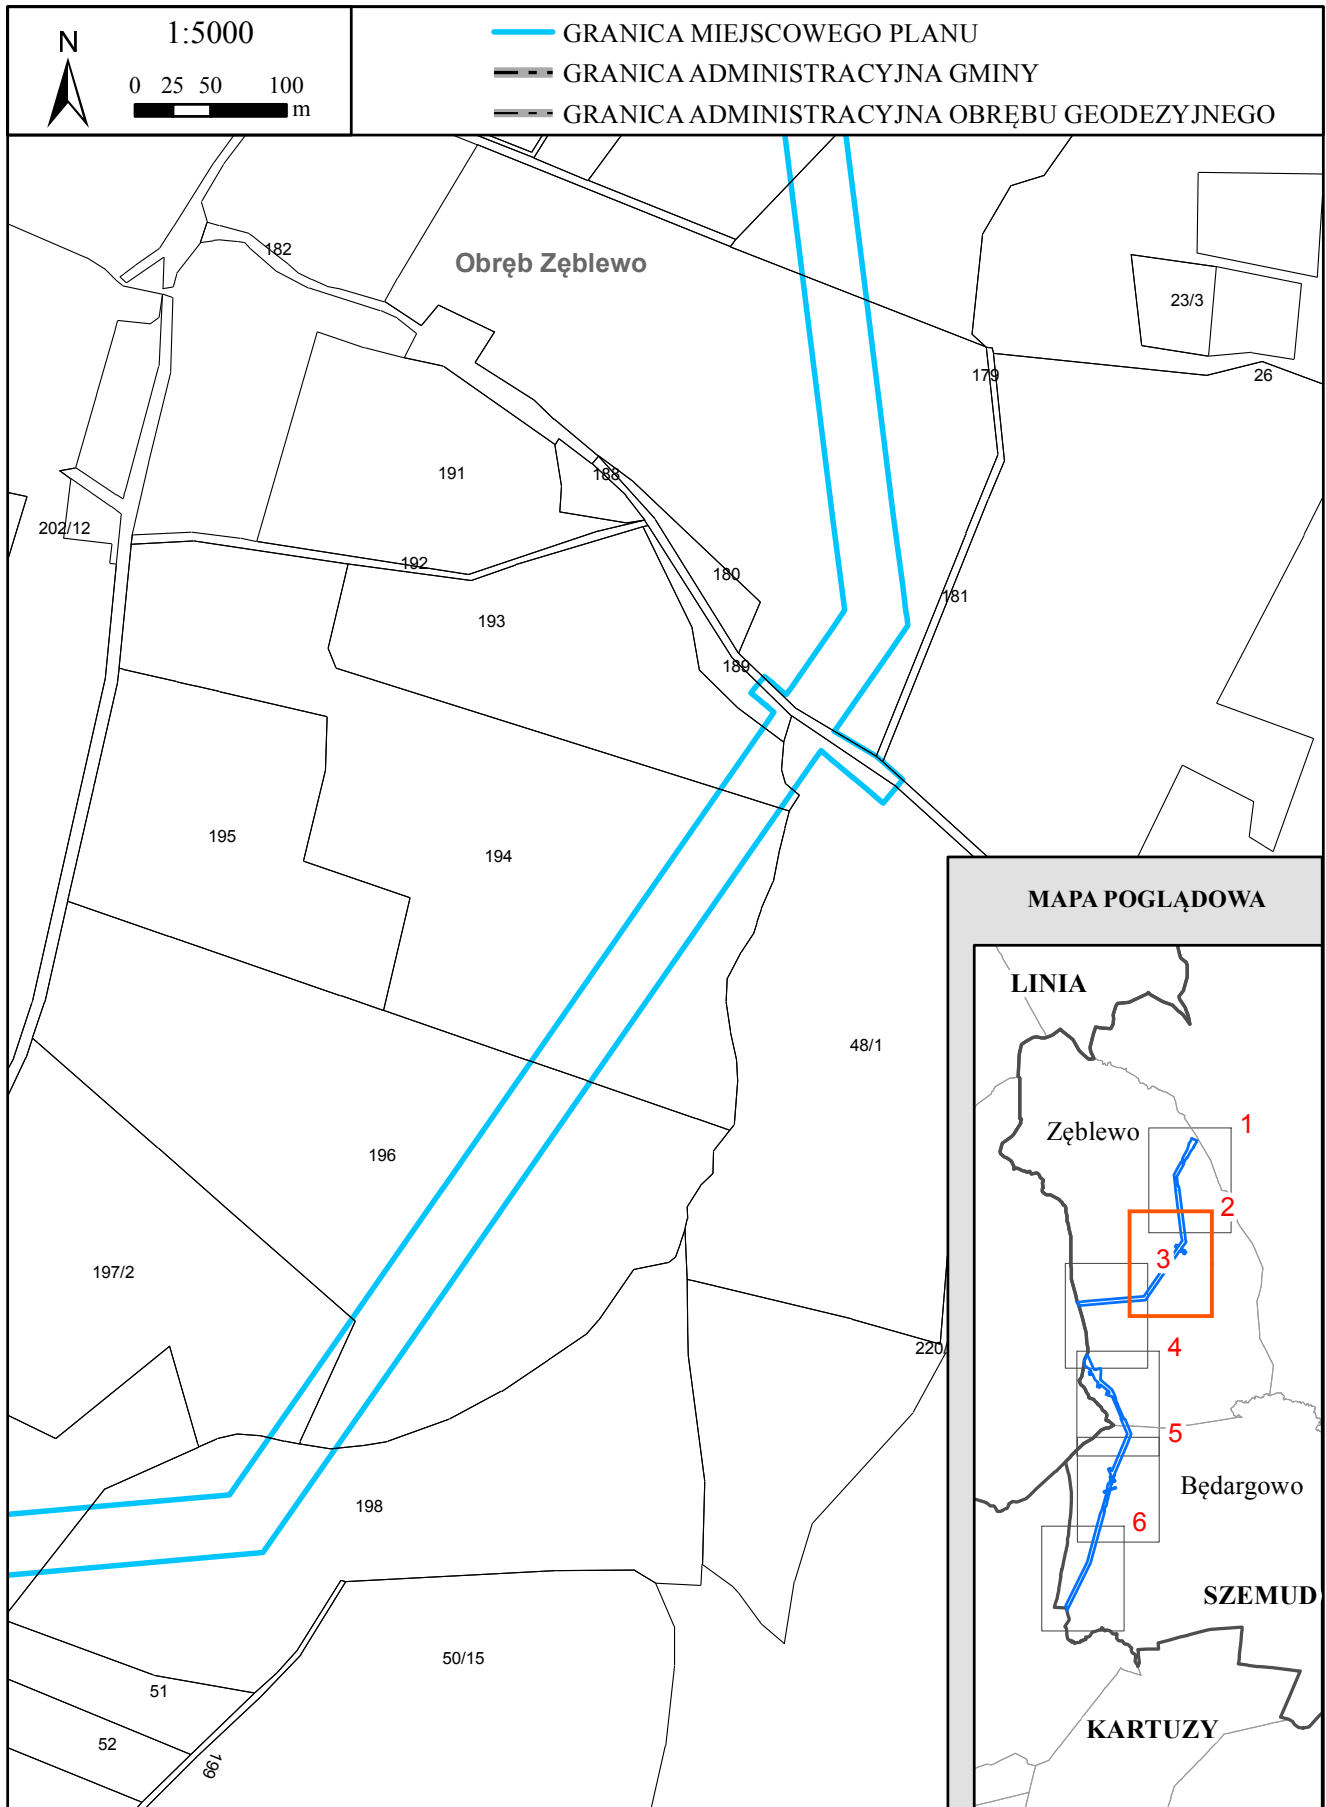 N
1:5000
0 25 50 100
m
GRANICA MIEJSCOWEGO PLANU
GRANICA ADMINISTRACYJNA GMINY
GRANICA ADMINISTRACYJNA OBRĘBU GEODEZYJNEGO
182
Obręb Zęblewo
23/3
179
26
191
188
202/12
192
180
181
193
189
195
194
48/1
196
197/2
220/
198
50/15
51
52
199
MAPA POGLĄDOWA
LINIA
Zęblewo
1
2
3
4
5
Będargowo
6
SZEMUD
KARTUZY